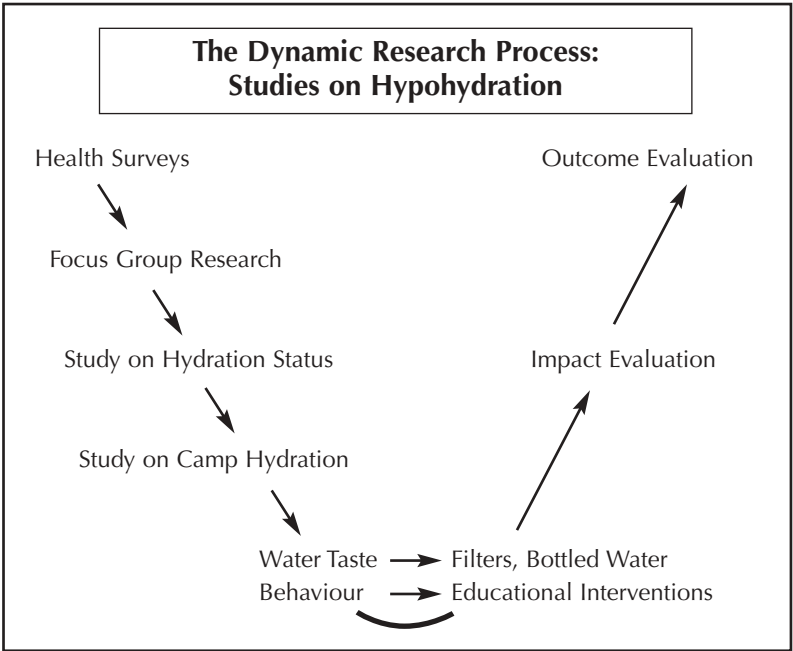 The Dynamic Research Process:
Studies on Hypohydration
Health Surveys
Outcome Evaluation
Focus Group Research
Study on Hydration Status
Impact Evaluation
Study on Camp Hydration
Water Taste
Filters, Bottled Water
Behaviour
Educational Interventions